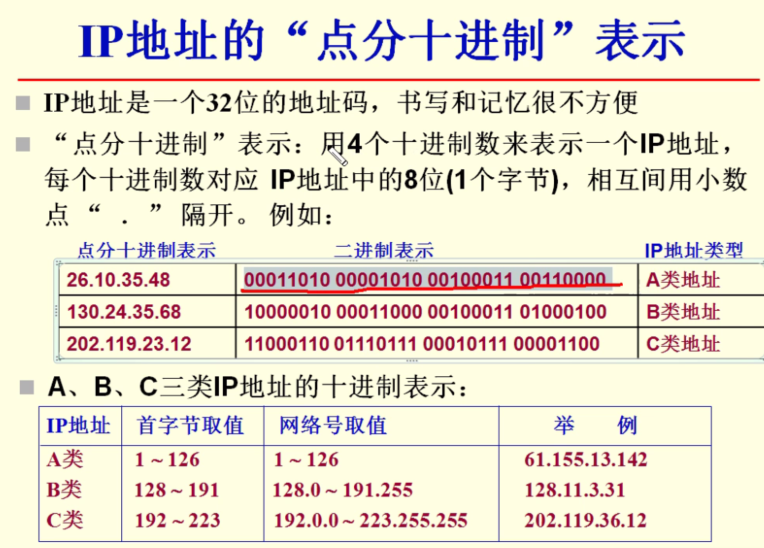 IP地址的“点分十进制”表示
IP地址是一个32位的地址码，书写和记忆很不方便
“点分十进制”表示：用4个十进制数来表示一个IP地址，
每个十进制数对应 IP地址中的8位(1个字节)，相互间用小数
点 “ . ” 隔开。 例如：
点分十进制表示 二进制表示 IP地址类型
26.10.35.48 00011010 00001010 00100011 00110000 A类地址
130.24.35.68 10000010 00011000 00100011 01000100 B类地址
202.119.23.12 11000110 01110111 00010111 00001100 C类地址
A、B、C三类IP地址的十进制表示：
IP地址 首字节取值 网络号取值 举 例
A类 1 ~ 126 1 ~ 126 61.155.13.142
B类 128 ~ 191 128.0 ~ 191.255 128.11.3.31
C类 192 ~ 223 192.0.0 ~ 223.255.255 202.119.36.12